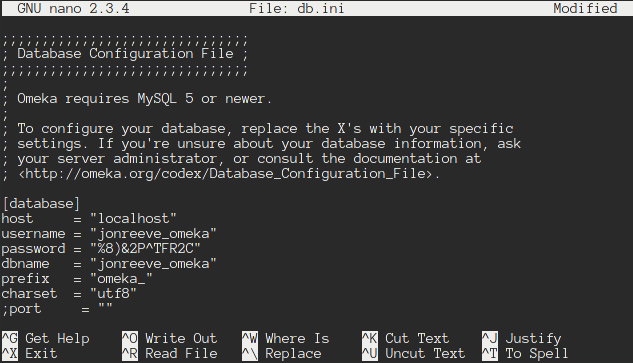 GNU nano 2.3.4 File: db.ini Modified
;;;;;;;;;;;;;;;;;;;;;;;;;;;;;;;
; Database Configuration File ;
;;;;;;;;;;;;;;;;;;;;;;;;;;;;;;;
;
; Omeka requires MySQL 5 or newer.
;
; To configure your database, replace the X's with your specific
; settings. If you're unsure about your database information, ask
; your server administrator, or consult the documentation at
; <http://omeka.org/codex/Database_Configuration_File>.
[database]
host     = "localhost"
username = "jonreeve_omeka"
password = "%8)&2P^TFR2C"
dbname   = "jonreeve_omeka"
prefix   = "omeka_"
charset  = "utf8"
;port     = ""
^G Get Help ^O Write Out ^W Where Is ^K Cut Text ^J Justify
^X Exit ^R Read File ^\ Replace ^U Uncut Text ^T To Spell